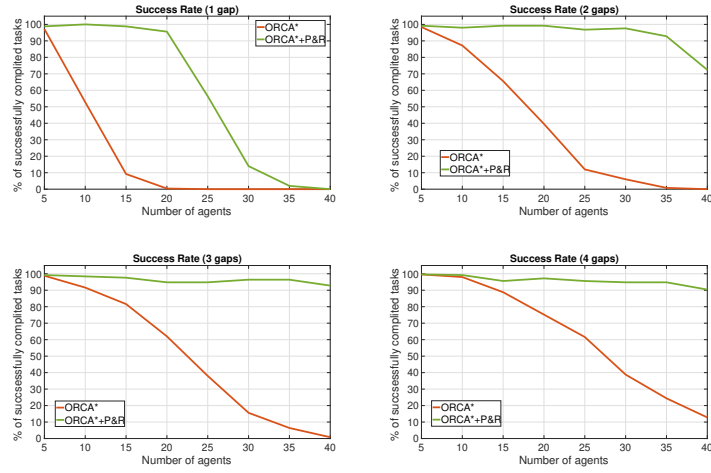 Success Rate (1 gap)
% of succsessfully complited tasks
100
90
80
70
60
50
40
30
20
10
0
5 10 15 20 25 30 35 40
Number of agents
ORCA*
ORCA*+P&R
Success Rate (2 gaps)
% of succsessfully complited tasks
100
90
80
70
60
50
40
30
20
10
0
5 10 15 20 25 30 35 40
Number of agents
ORCA*
ORCA*+P&R
Success Rate (3 gaps)
% of succsessfully complited tasks
100
90
80
70
60
50
40
30
20
10
0
5 10 15 20 25 30 35 40
Number of agents
ORCA*
ORCA*+P&R
Success Rate (4 gaps)
% of succsessfully complited tasks
100
90
80
70
60
50
40
30
20
10
0
5 10 15 20 25 30 35 40
Number of agents
ORCA*
ORCA*+P&R